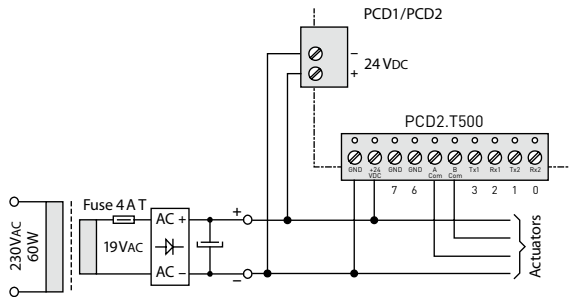 PCD1/PCD2
–
24 VDC
+
PCD2.T500
GND +24 VDC GND GND A Com B Com Tx1 Rx1 Tx2 Rx2
7 6 3 2 1 0
Fuse 4 A T
AC +
+
230VAC
60W
19VAC
AC –
–
Actuators